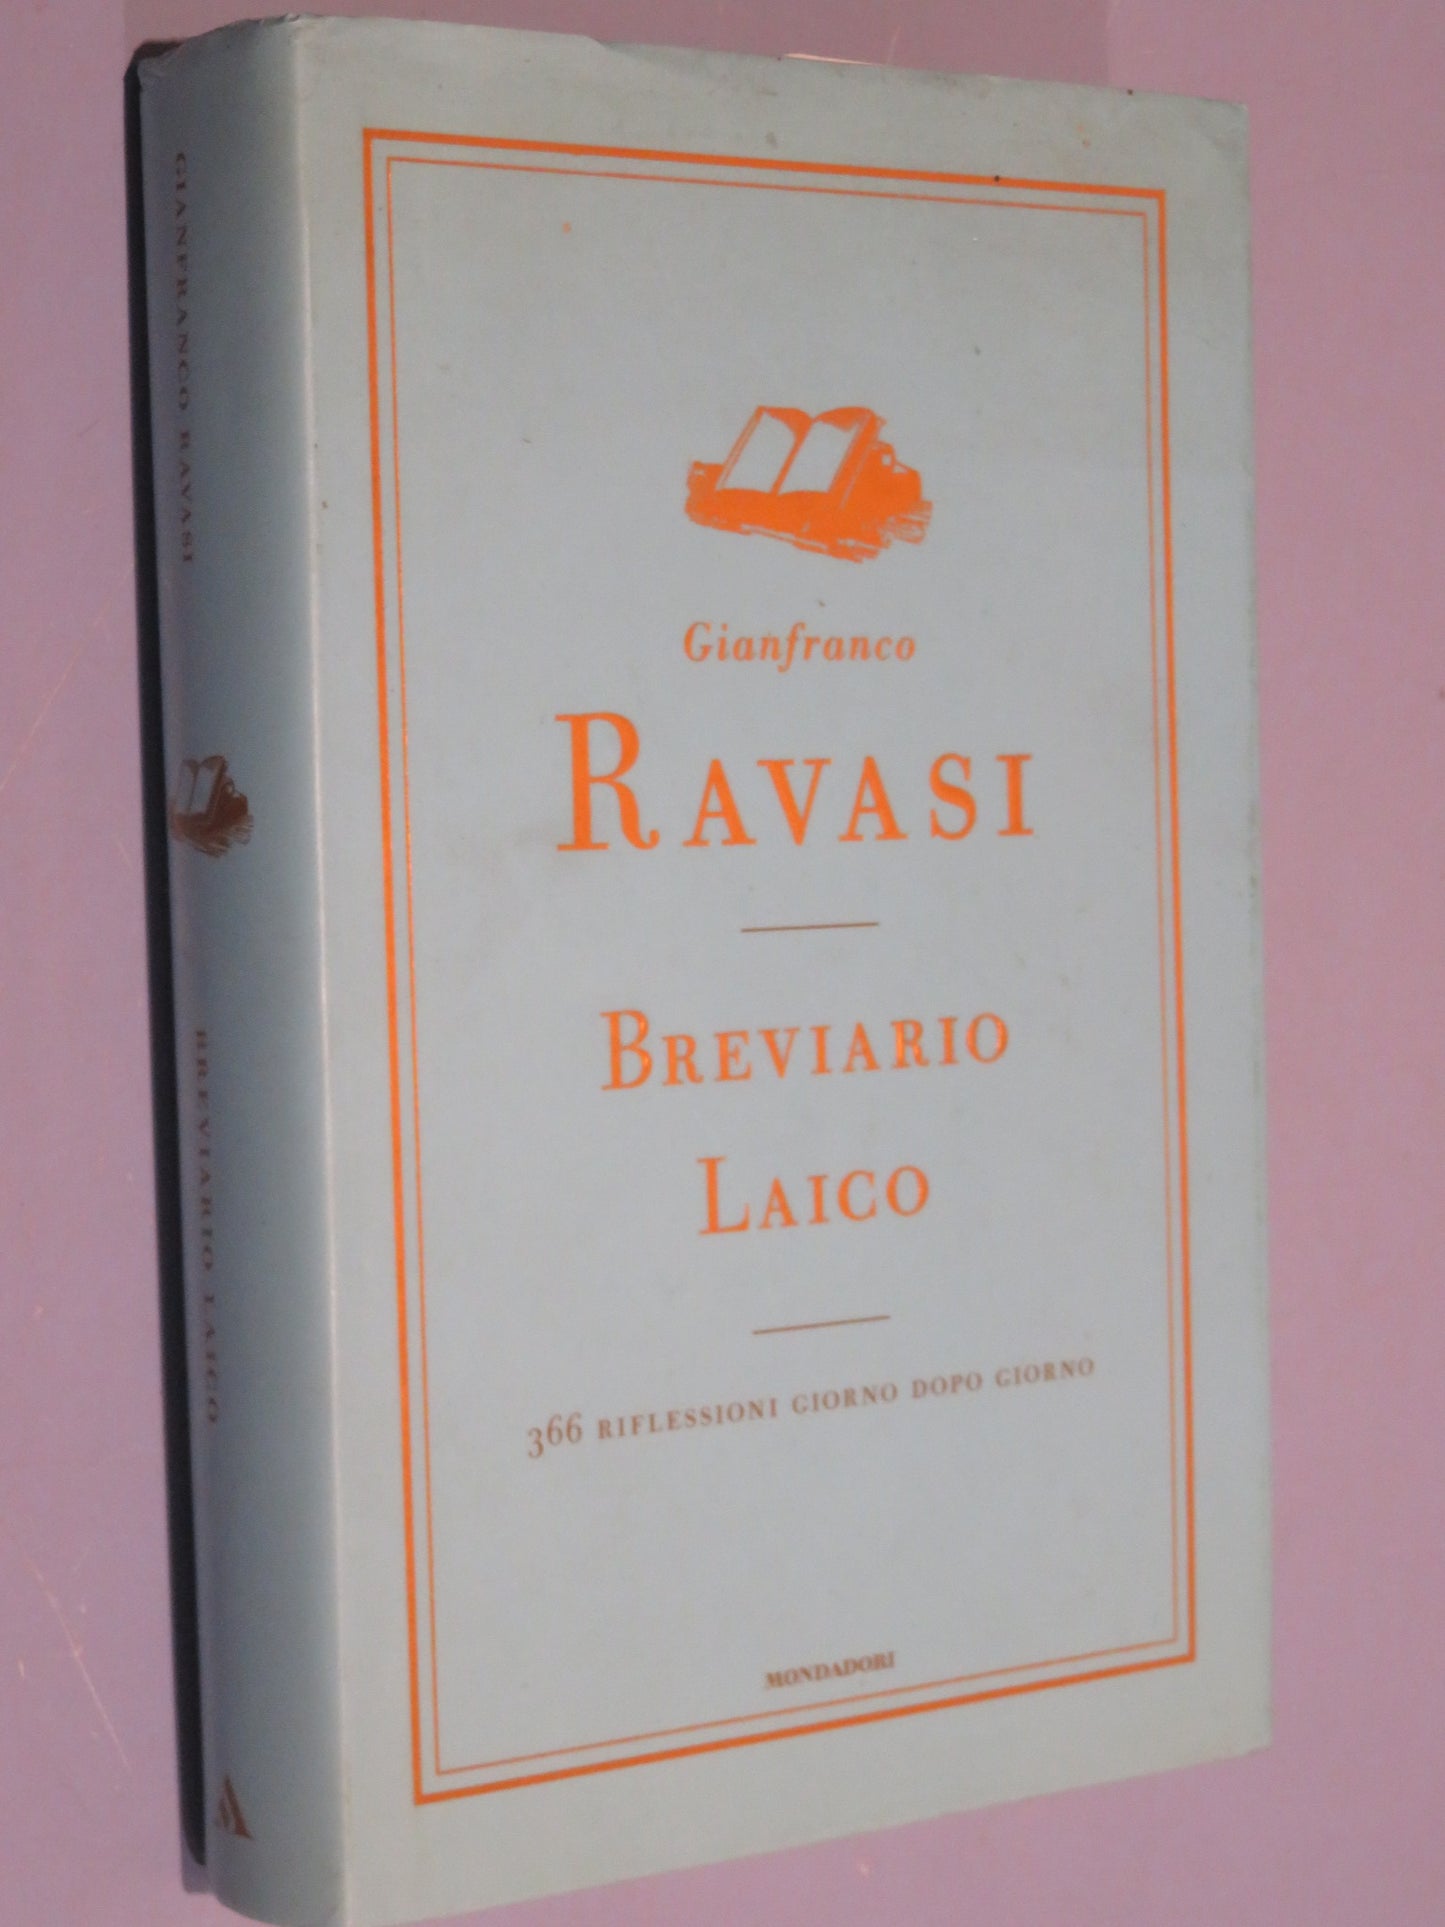 GIANFRANCO RAVASI
BREVIARIO LAICO
Gianfranco
RAVASI
BREVIARIO
LAICO
366 RIFLESSIONI GIORNO DOPO GIORNO
MONDADORI